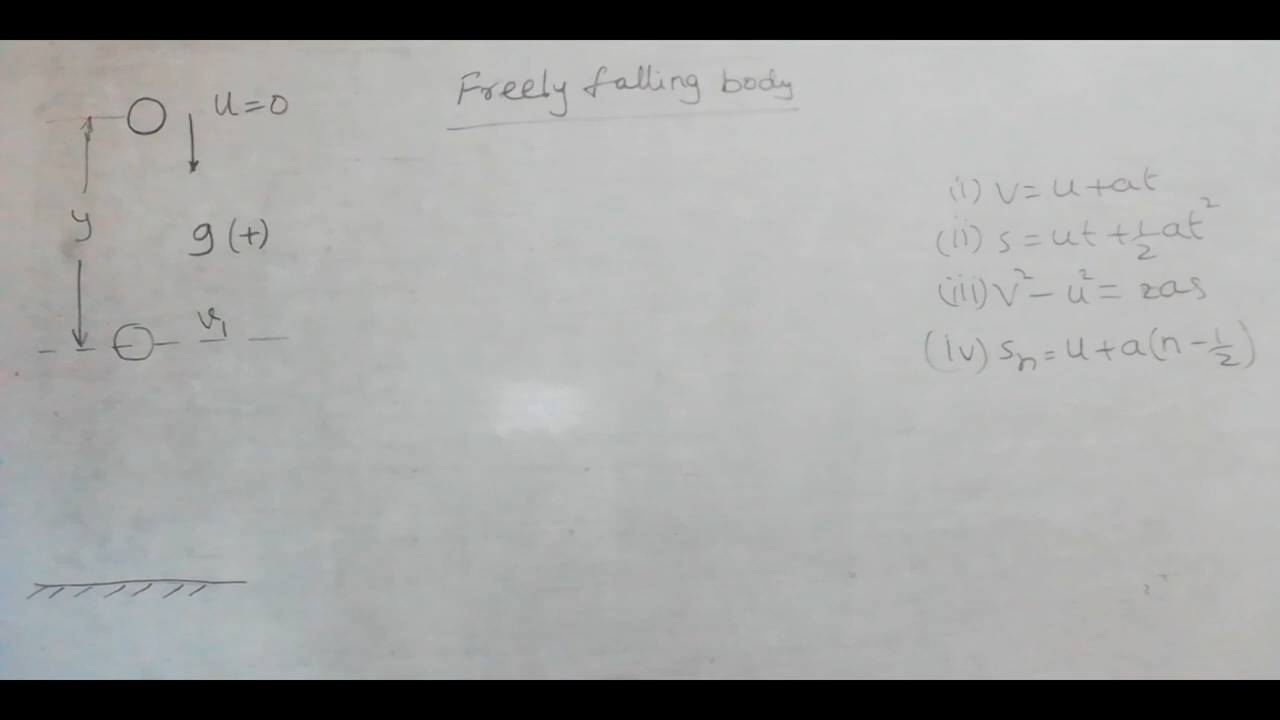 Freely falling body
u=0
y
g (+)
v₁
(i) v = u + at
(ii) s = ut + ½at²
(iii) v² - u² = 2as
(iv) sₙ = u + a(n - ½)